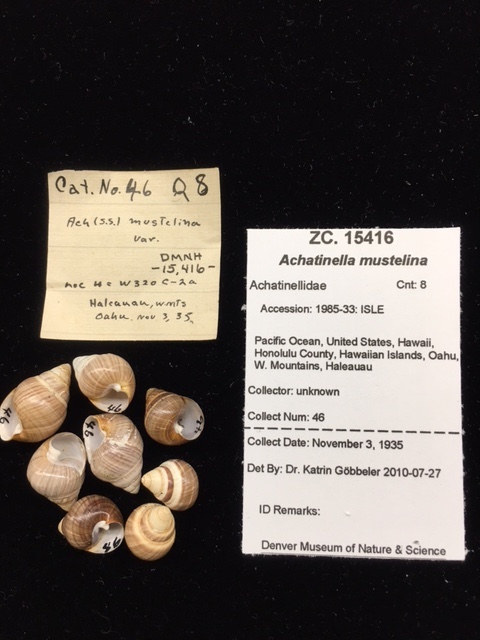 Cat. No. 46 Q 8
Ach (s.s.) mustelina
var.
DMNH
-15,416-
Haleauau, W mts
Oahu, Nov 3, 35
ZC. 15416
Achatinella mustelina
Achatinellidae Cnt: 8
Accession: 1985-33: ISLE
Pacific Ocean, United States, Hawaii,
Honolulu County, Hawaiian Islands, Oahu,
W. Mountains, Haleauau
Collector: unknown
Collect Num: 46
Collect Date: November 3, 1935
Det By: Dr. Katrin Göbbeler 2010-07-27
ID Remarks:
Denver Museum of Nature & Science
46
46
46
46